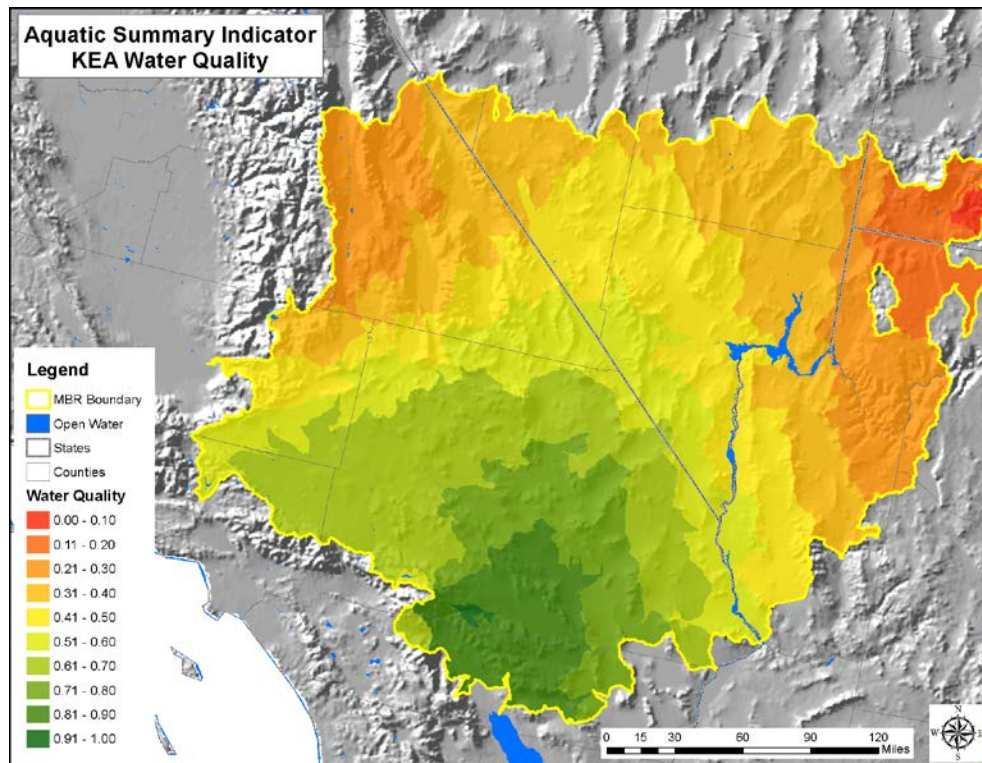 Aquatic Summary Indicator
KEA Water Quality
Legend
MBR Boundary
Open Water
States
Counties
Water Quality
0.00 - 0.10
0.11 - 0.20
0.21 - 0.30
0.31 - 0.40
0.41 - 0.50
0.51 - 0.60
0.61 - 0.70
0.71 - 0.80
0.81 - 0.90
0.91 - 1.00
0 15 30 60 90 120
Miles
N
W E
S